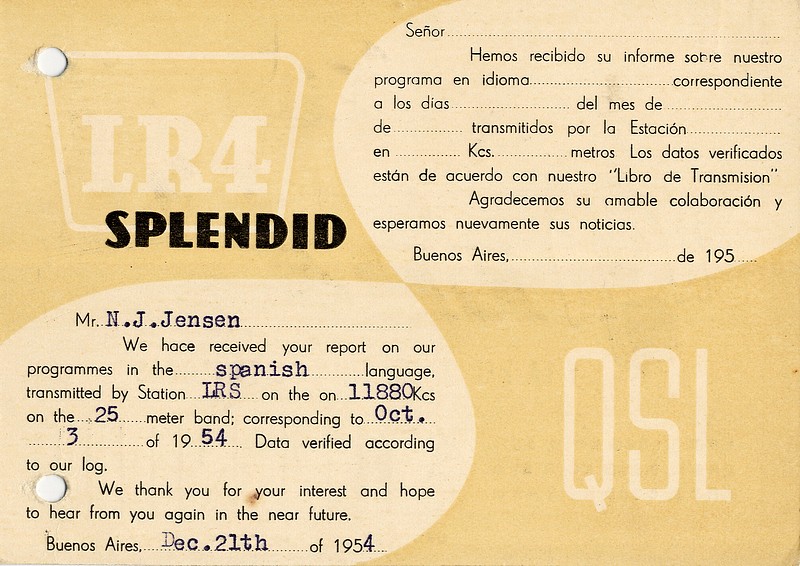 LR4
SPLENDID
Señor
Hemos recibido su informe sobre nuestro
programa en idioma correspondiente
a los días del mes de
de transmitidos por la Estación
en Kcs. metros Los datos verificados
están de acuerdo con nuestro "Libro de Transmision"
Agradecemos su amable colaboración y
esperamos nuevamente sus noticias.
Buenos Aires, de 195
Mr. N.J.Jensen
We hace received your report on our
programmes in the spanish language,
transmitted by Station LRS on the on 11880Kcs
on the 25 meter band; corresponding to Oct.
3 of 19 54. Data verified according
to our log.
We thank you for your interest and hope
to hear from you again in the near future.
Buenos Aires, Dec.21th of 1954
QSL